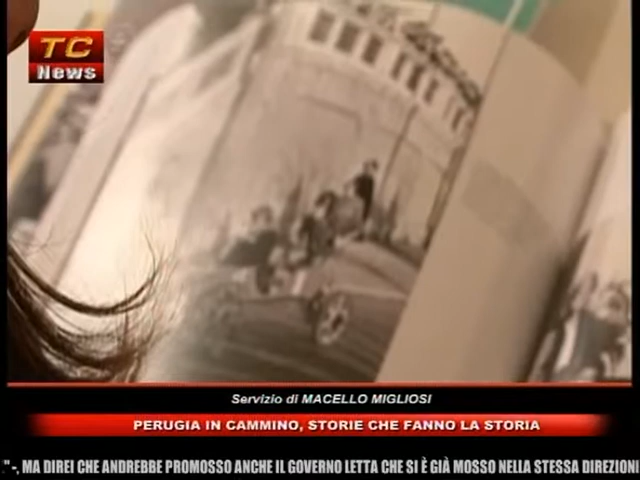 TC
News
Servizio di MACELLO MIGLIOSI
PERUGIA IN CAMMINO, STORIE CHE FANNO LA STORIA
." -, MA DIREI CHE ANDREBBE PROMOSSO ANCHE IL GOVERNO LETTA CHE SI È GIÀ MOSSO NELLA STESSA DIREZION